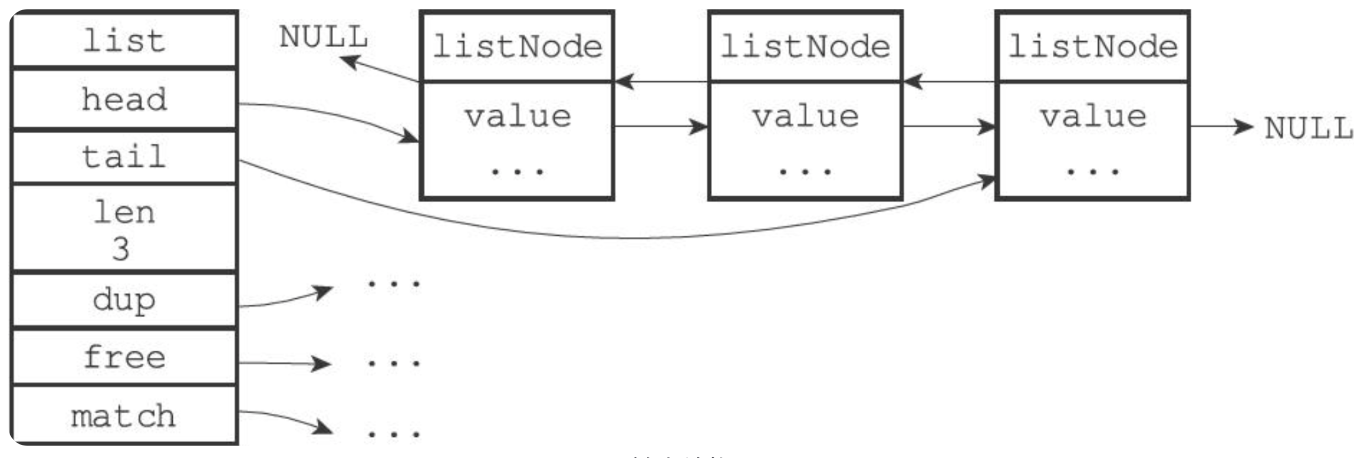 list
head
tail
len
3
dup
free
match
NULL
listNode
value
...
listNode
value
...
listNode
value
...
NULL
...
...
...